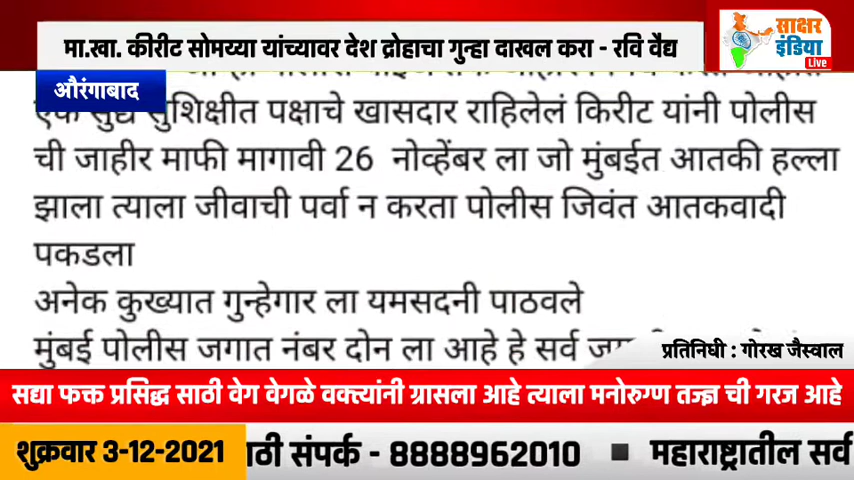 मा.खा. कीरीट सोमय्या यांच्यावर देश द्रोहाचा गुन्हा दाखल करा - रवि वैद्य
साक्षर
इंडिया
Live
औरंगाबाद
एक सुद्य सुशिक्षीत पक्षाचे खासदार राहिलेलं किरीट यांनी पोलीस
ची जाहीर माफी मागावी 26 नोव्हेंबर ला जो मुंबईत आतकी हल्ला
झाला त्याला जीवाची पर्वा न करता पोलीस जिवंत आतकवादी
पकडला
अनेक कुख्यात गुन्हेगार ला यमसदनी पाठवले
मुंबई पोलीस जगात नंबर दोन ला आहे हे सर्व
प्रतिनिधी : गोरख जैस्वाल
सद्या फक्त प्रसिद्ध साठी वेग वेगळे वक्त्यांनी ग्रासला आहे त्याला मनोरुग्ण तज्ज्ञ ची गरज आहे
शुक्रवार 3-12-2021 ाठी संपर्क - 8888962010 ■ महाराष्ट्रातील सर्व